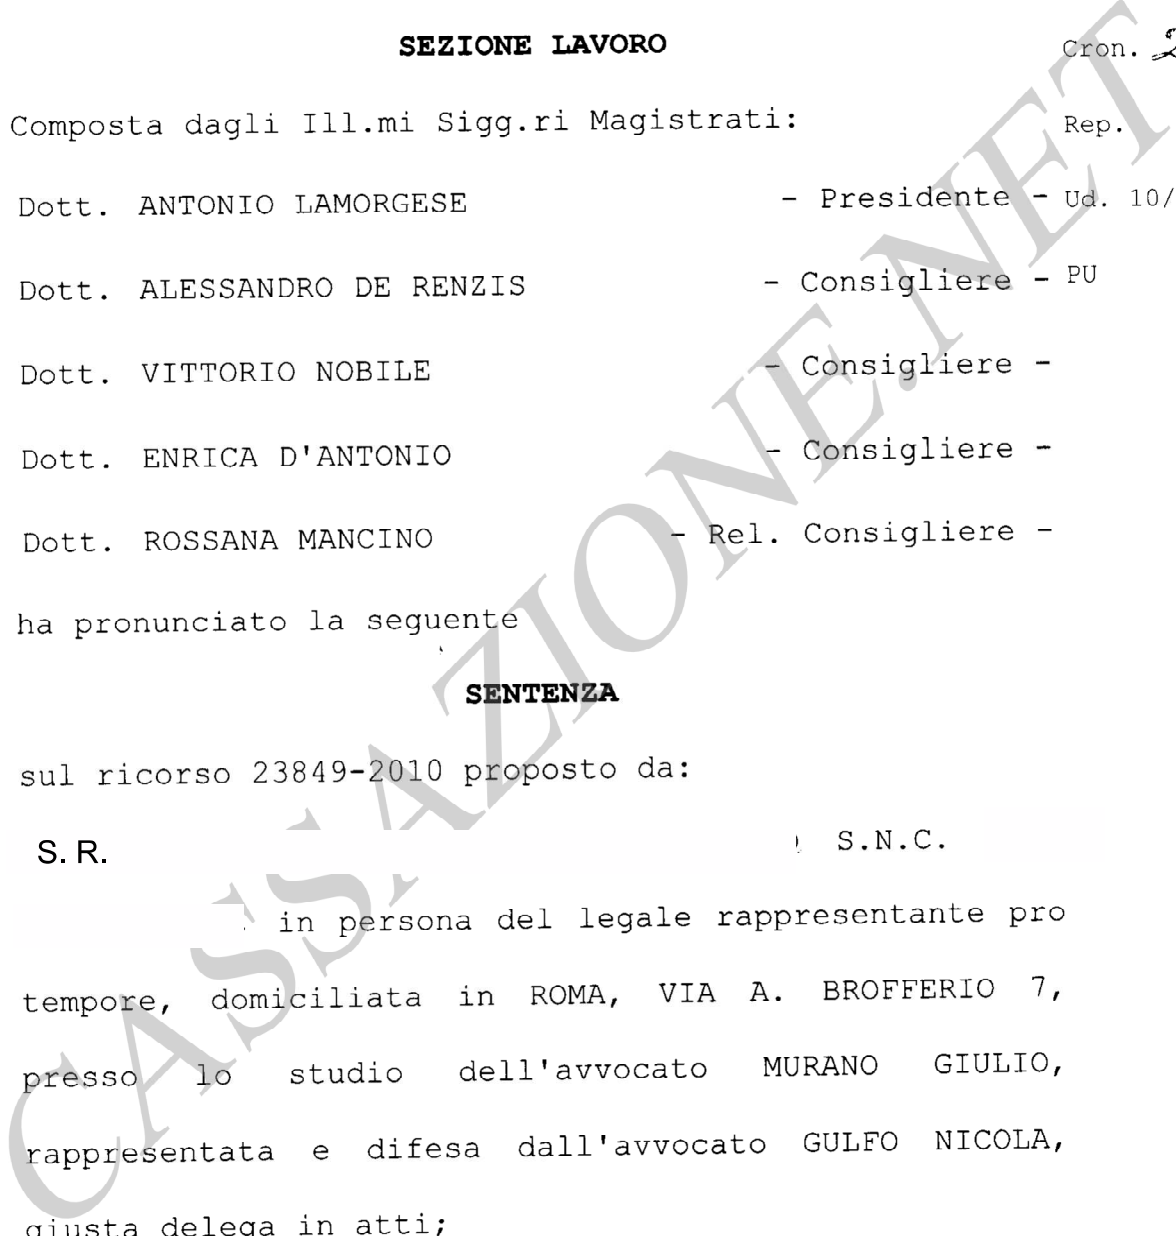 SEZIONE LAVORO
Cron.
Composta dagli Ill.mi Sigg.ri Magistrati:
Rep.
Dott. ANTONIO LAMORGESE - Presidente - Ud. 10/
Dott. ALESSANDRO DE RENZIS - Consigliere - PU
Dott. VITTORIO NOBILE - Consigliere -
Dott. ENRICA D'ANTONIO - Consigliere -
Dott. ROSSANA MANCINO - Rel. Consigliere -
ha pronunciato la seguente
SENTENZA
sul ricorso 23849-2010 proposto da:
S. R. S.N.C.
in persona del legale rappresentante pro
tempore, domiciliata in ROMA, VIA A. BROFFERIO 7,
presso lo studio dell'avvocato MURANO GIULIO,
rappresentata e difesa dall'avvocato GULFO NICOLA,
giusta delega in atti;
CASSAZIONE.NET